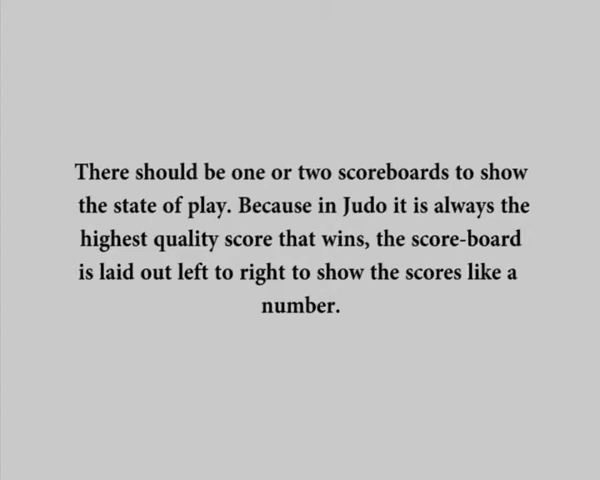 There should be one or two scoreboards to show
the state of play. Because in Judo it is always the
highest quality score that wins, the score-board
is laid out left to right to show the scores like a
number.